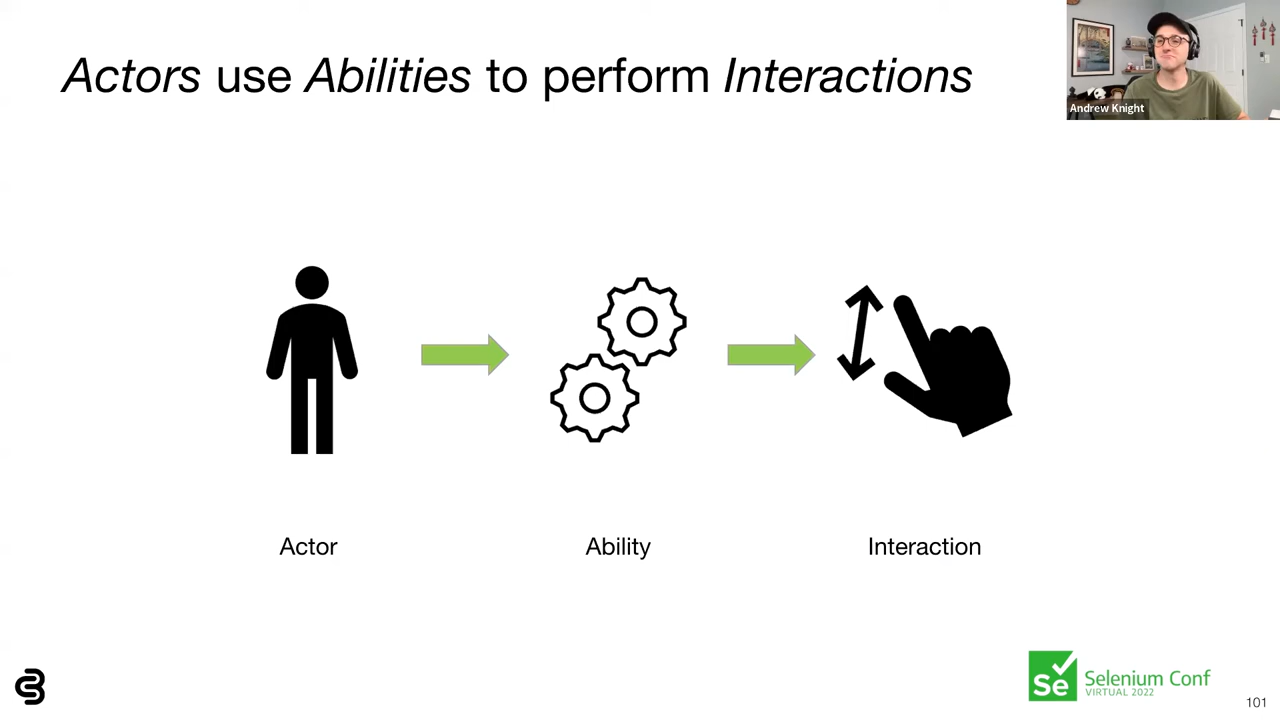 Actors use Abilities to perform Interactions
Andrew Knight
Actor
Ability
Interaction
Se
Selenium Conf
VIRTUAL 2022
101